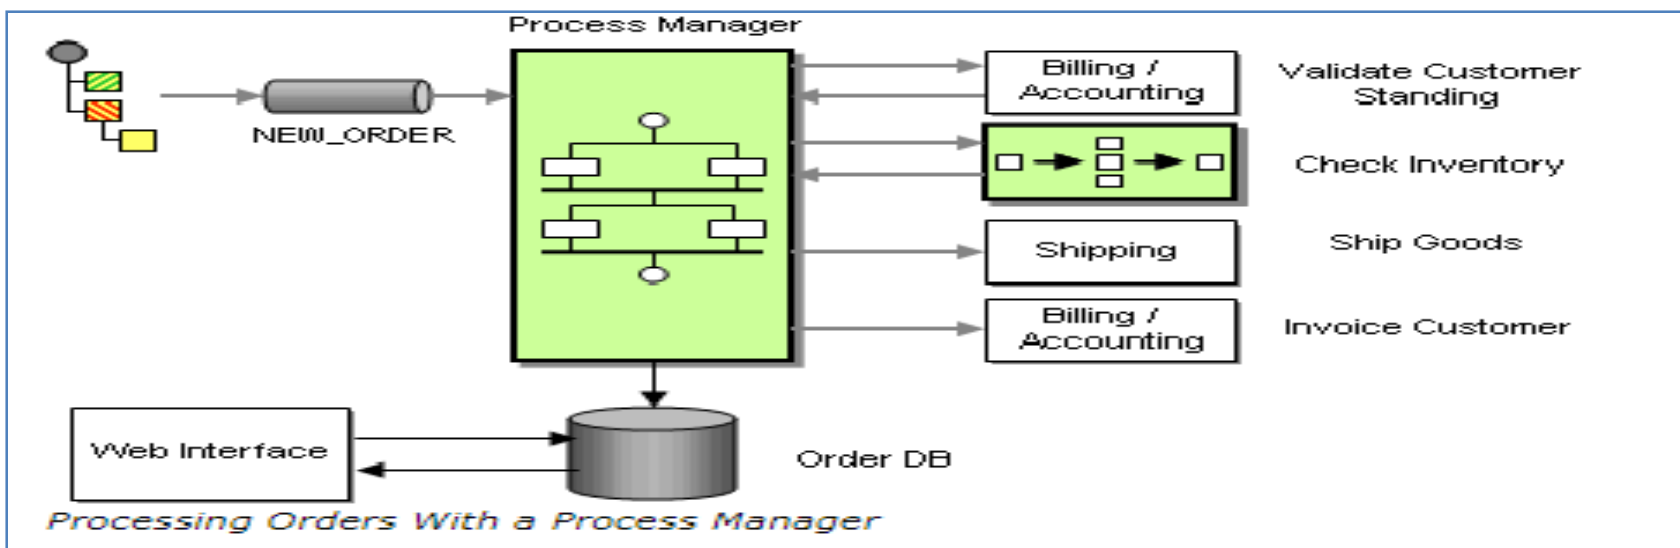 Process Manager
NEW_ORDER
Billing /
Accounting
Validate Customer
Standing
Check Inventory
Shipping
Ship Goods
Billing /
Accounting
Invoice Customer
Web Interface
Order DB
Processing Orders With a Process Manager